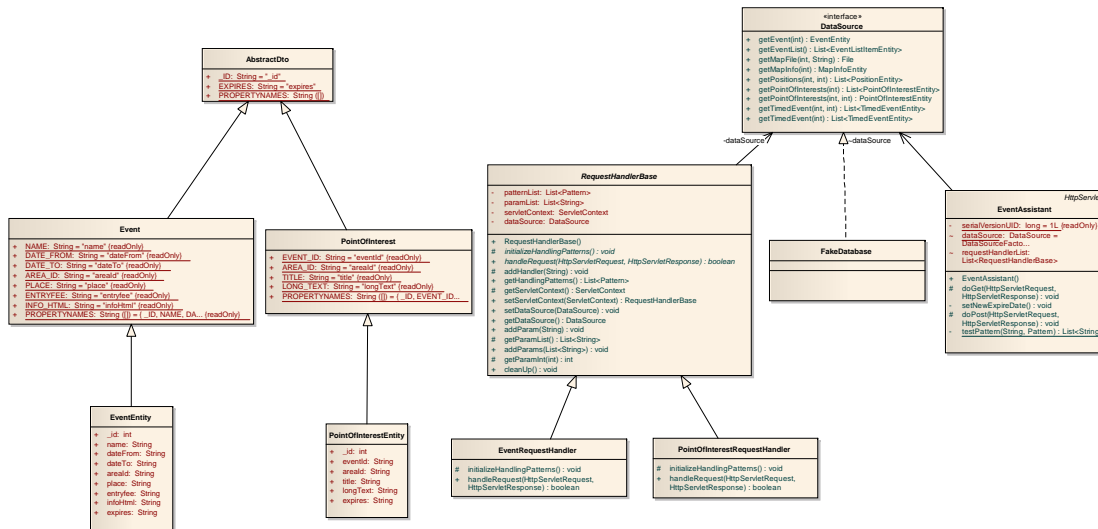 «interface»
DataSource
+ getEvent(int) : EventEntity
+ getEventList() : List<EventListItemEntity>
+ getMapFile(int, String) : File
+ getMapInfo(int) : MapInfoEntity
+ getPositions(int, int) : List<PositionEntity>
+ getPointOfInterests(int) : List<PointOfInterestEntity>
+ getPointOfInterests(int, int) : PointOfInterestEntity
+ getTimedEvent(int, int) : List<TimedEventEntity>
+ getTimedEvent(int) : List<TimedEventEntity>
AbstractDto
+ _ID: String = "_id"
+ EXPIRES: String = "expires"
+ PROPERTYNAMES: String ([])
-dataSource
~dataSource
RequestHandlerBase
- patternList: List<Pattern>
- paramList: List<String>
- servletContext: ServletContext
- dataSource: DataSource
+ RequestHandlerBase()
# initializeHandlingPatterns() : void
+ handleRequest(HttpServletRequest, HttpServletResponse) : boolean
# addHandler(String) : void
+ getHandlingPatterns() : List<Pattern>
# getServletContext() : ServletContext
+ setServletContext(ServletContext) : RequestHandlerBase
+ setDataSource(DataSource) : void
+ getDataSource() : DataSource
+ addParam(String) : void
# getParamList() : List<String>
+ addParams(List<String>) : void
# getParamInt(int) : int
+ cleanUp() : void
HttpServle
EventAssistant
- serialVersionUID: long = 1L (readOnly)
~ dataSource: DataSource =
DataSourceFacto...
~ requestHandlerList:
List<RequestHandlerBase>
+ EventAssistant()
# doGet(HttpServletRequest,
HttpServletResponse) : void
- setNewExpireDate() : void
# doPost(HttpServletRequest,
HttpServletResponse) : void
- testPattern(String, Pattern) : List<String
FakeDatabase
Event
+ NAME: String = "name" (readOnly)
+ DATE_FROM: String = "dateFrom" (readOnly)
+ DATE_TO: String = "dateTo" (readOnly)
+ AREA_ID: String = "areaId" (readOnly)
+ PLACE: String = "place" (readOnly)
+ ENTRYFEE: String = "entryfee" (readOnly)
+ INFO_HTML: String = "infoHtml" (readOnly)
+ PROPERTYNAMES: String ([]) = { _ID, NAME, DA... (readOnly)
PointOfInterest
+ EVENT_ID: String = "eventId" (readOnly)
+ AREA_ID: String = "areaId" (readOnly)
+ TITLE: String = "title" (readOnly)
+ LONG_TEXT: String = "longText" (readOnly)
+ PROPERTYNAMES: String ([]) = { _ID, EVENT_ID...
EventEntity
+ _id: int
+ name: String
+ dateFrom: String
+ dateTo: String
+ areaId: String
+ place: String
+ entryfee: String
+ infoHtml: String
+ expires: String
PointOfInterestEntity
+ _id: int
+ eventId: String
+ areaId: String
+ title: String
+ longText: String
+ expires: String
EventRequestHandler
# initializeHandlingPatterns() : void
+ handleRequest(HttpServletRequest,
HttpServletResponse) : boolean
PointOfInterestRequestHandler
# initializeHandlingPatterns() : void
+ handleRequest(HttpServletRequest,
HttpServletResponse) : boolean